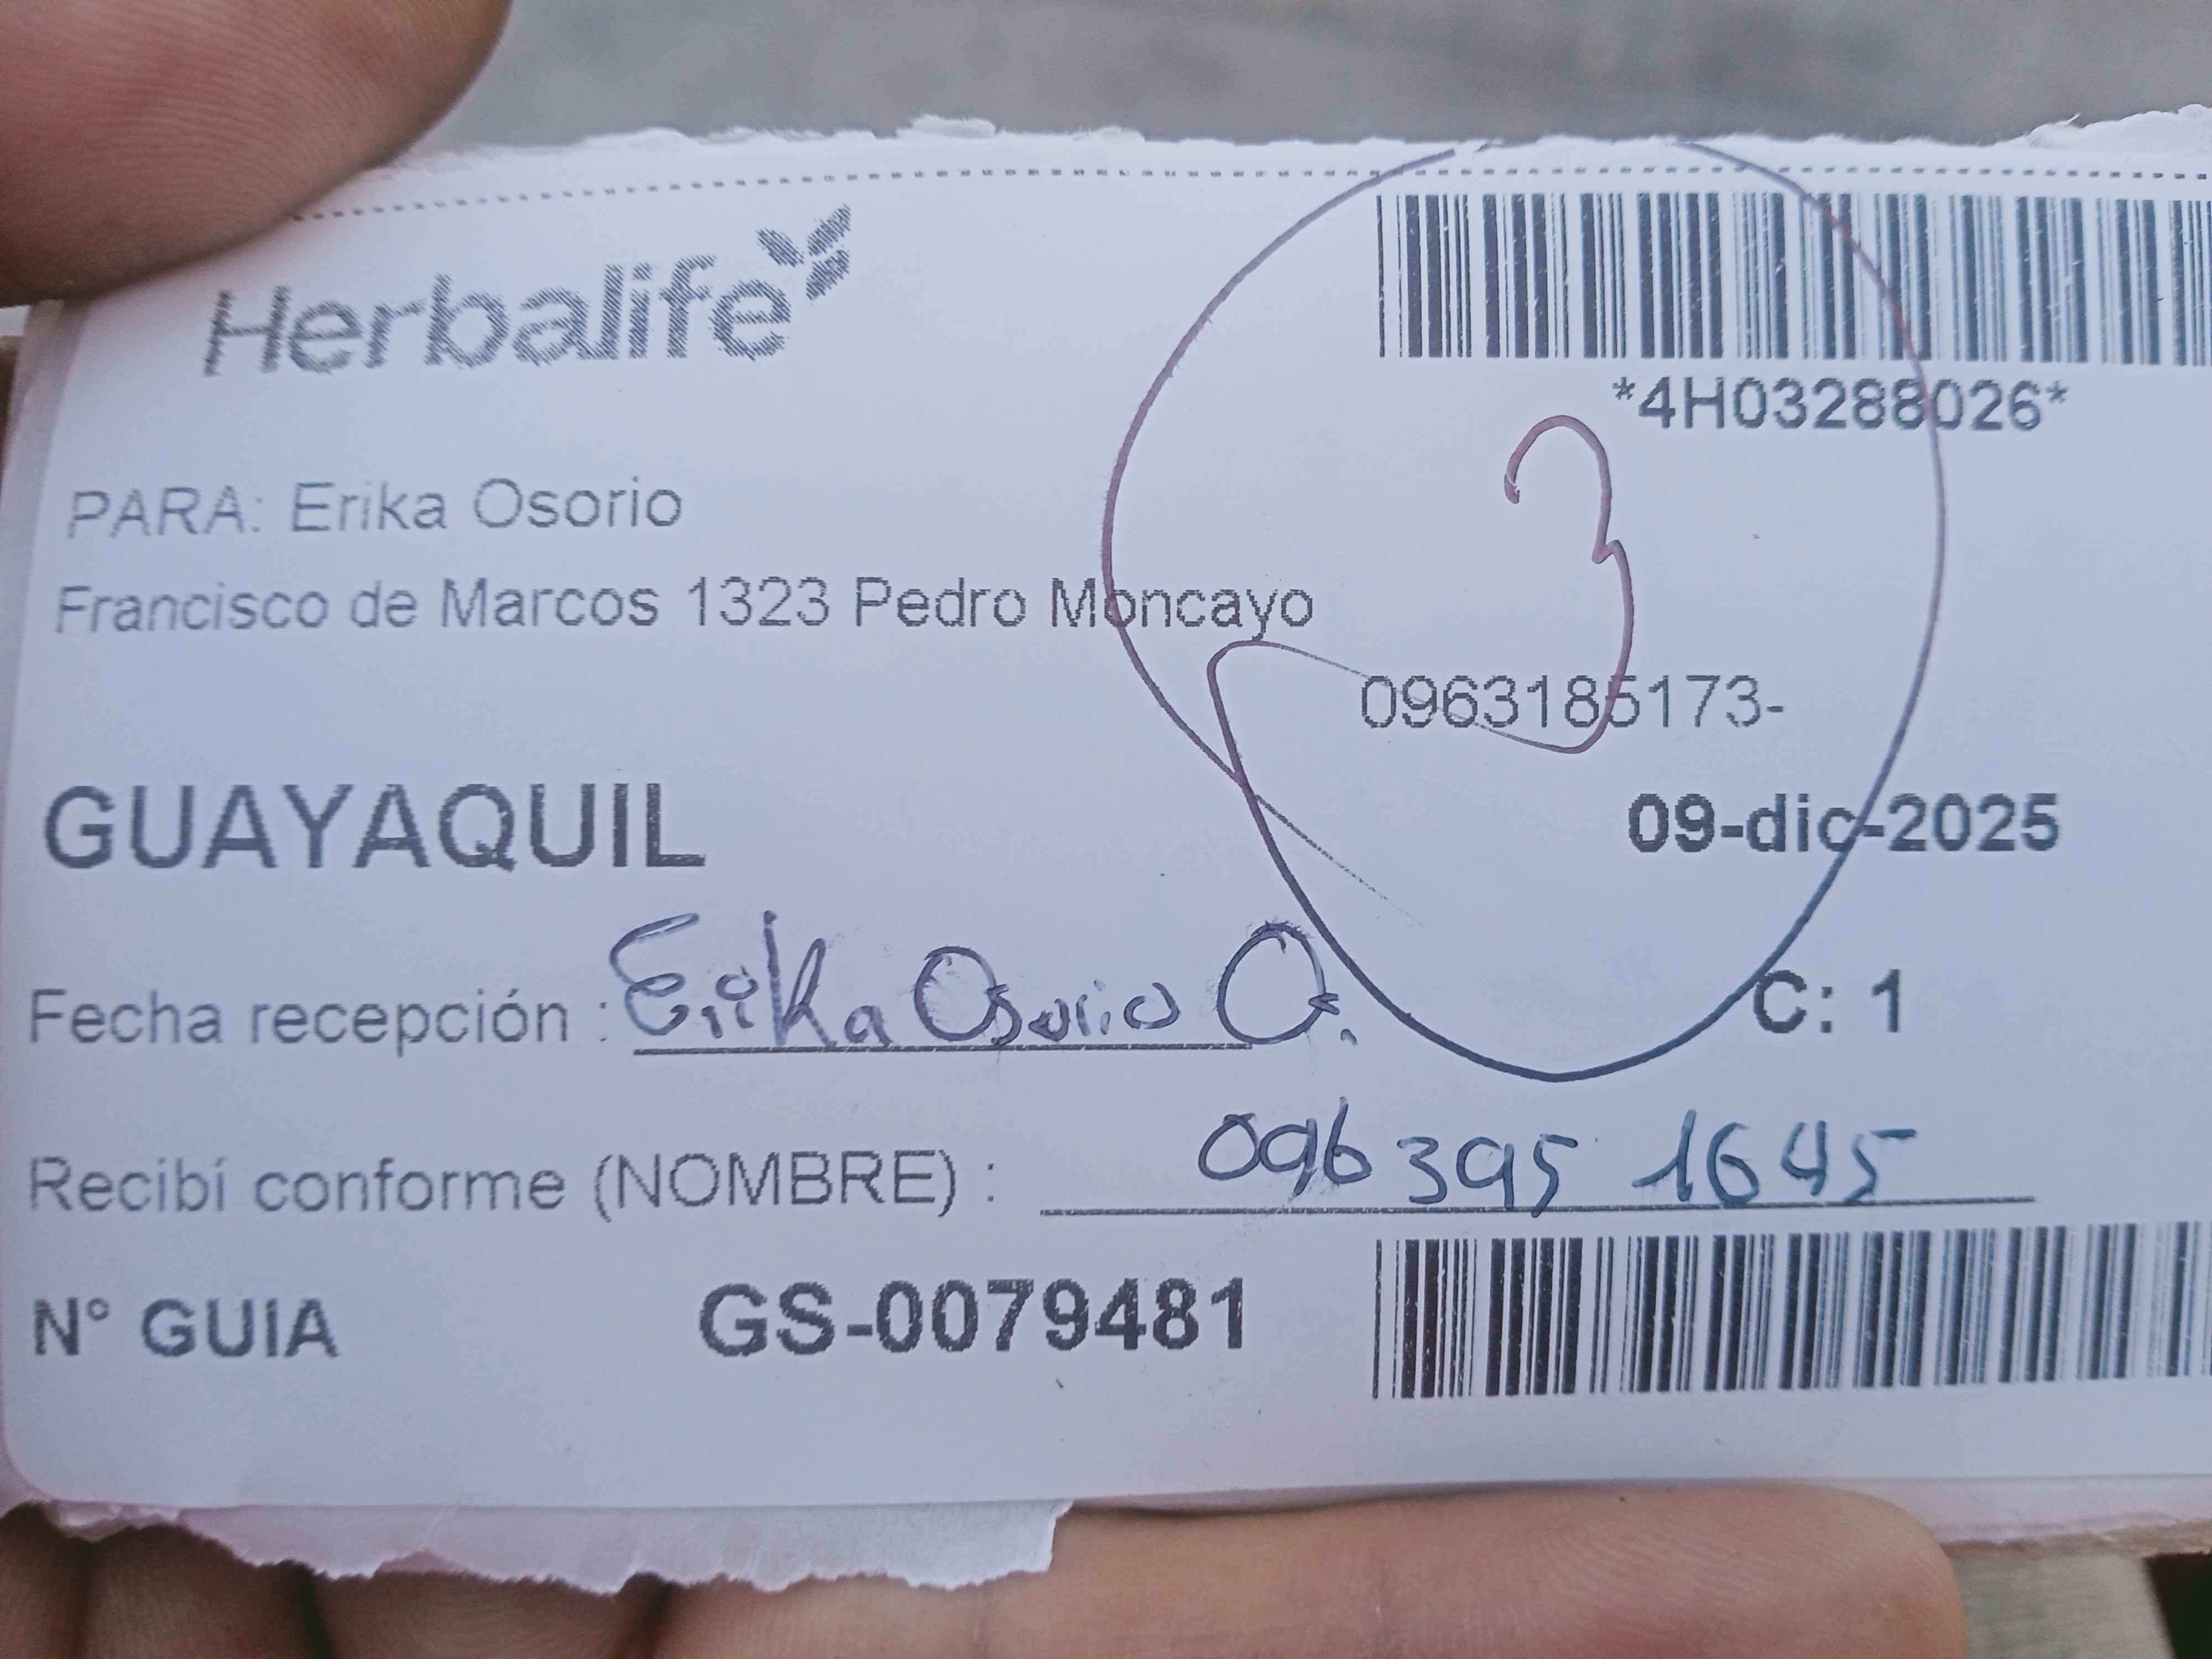 Herbalife
*4H03288026*
3
PARA: Erika Osorio
Francisco de Marcos 1323 Pedro Moncayo
0963185173-
GUAYAQUIL
09-dic-2025
Fecha recepción : Erika Osorio O.
C: 1
Recibí conforme (NOMBRE) : 096 395 1645
N° GUIA GS-0079481